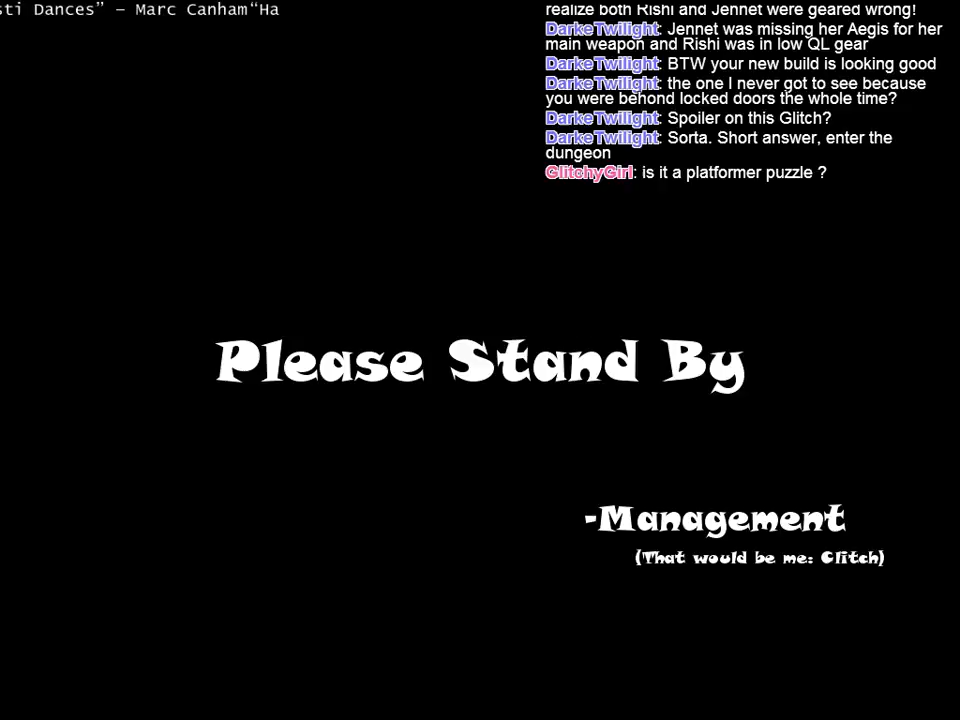 sti Dances” – Marc Canham“Ha
realize both Rishi and Jennet were geared wrong!
DarkeTwilight: Jennet was missing her Aegis for her
main weapon and Rishi was in low QL gear
DarkeTwilight: BTW your new build is looking good
DarkeTwilight: the one I never got to see because
you were behond locked doors the whole time?
DarkeTwilight: Spoiler on this Glitch?
DarkeTwilight: Sorta. Short answer, enter the
dungeon
GlitchyGirl: is it a platformer puzzle ?
Please Stand By
-Management
(That would be me: Glitch)